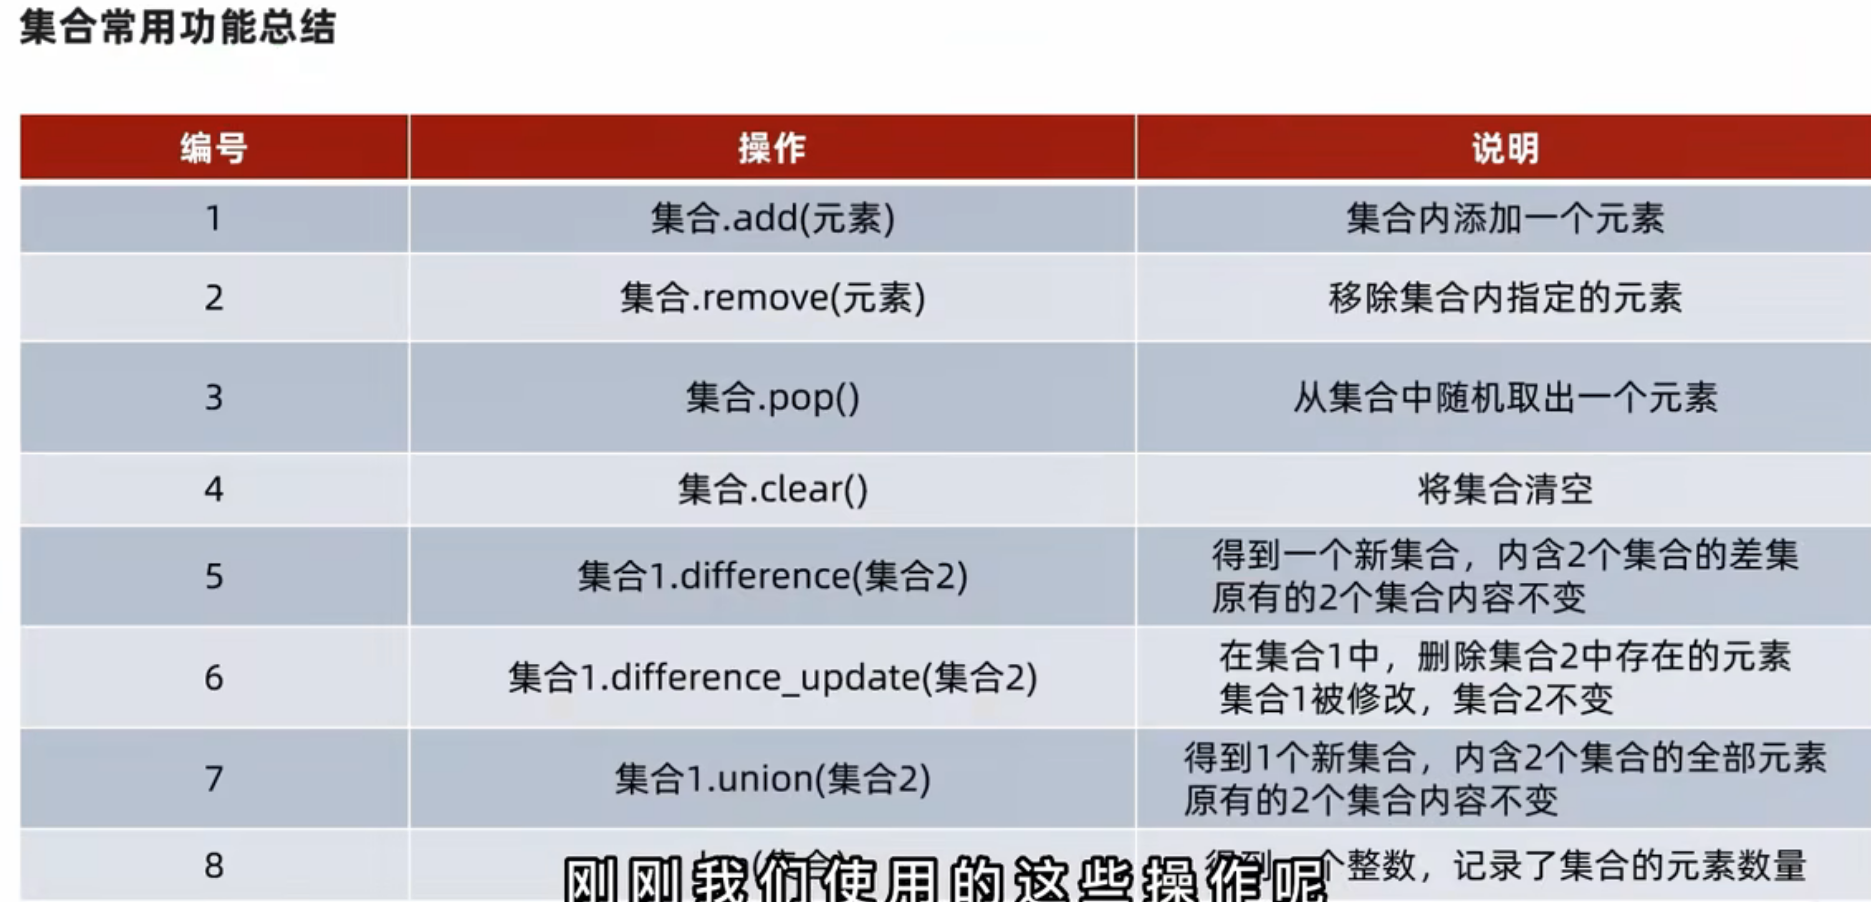 集合常用功能总结
编号 操作 说明
1 集合.add(元素) 集合内添加一个元素
2 集合.remove(元素) 移除集合内指定的元素
3 集合.pop() 从集合中随机取出一个元素
4 集合.clear() 将集合清空
5 集合1.difference(集合2) 得到一个新集合，内含2个集合的差集
原有的2个集合内容不变
6 集合1.difference_update(集合2) 在集合1中，删除集合2中存在的元素
集合1被修改，集合2不变
7 集合1.union(集合2) 得到1个新集合，内含2个集合的全部元素
原有的2个集合内容不变
8 个整数，记录了集合的元素数量
刚刚我们使用的这些操作呢